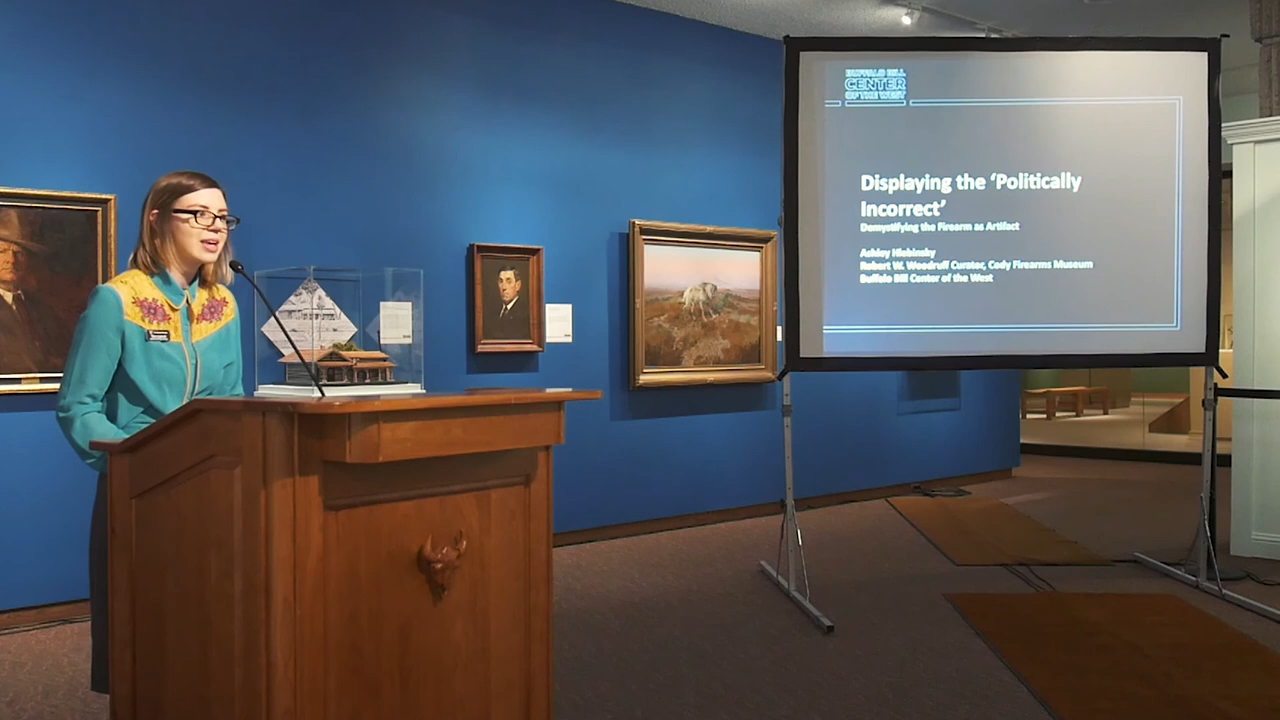 BUFFALO BILL
CENTER
OF THE WEST
Displaying the ‘Politically
Incorrect’
Demystifying the Firearm as Artifact
Ashley Hlebinsky
Robert W. Woodruff Curator, Cody Firearms Museum
Buffalo Bill Center of the West